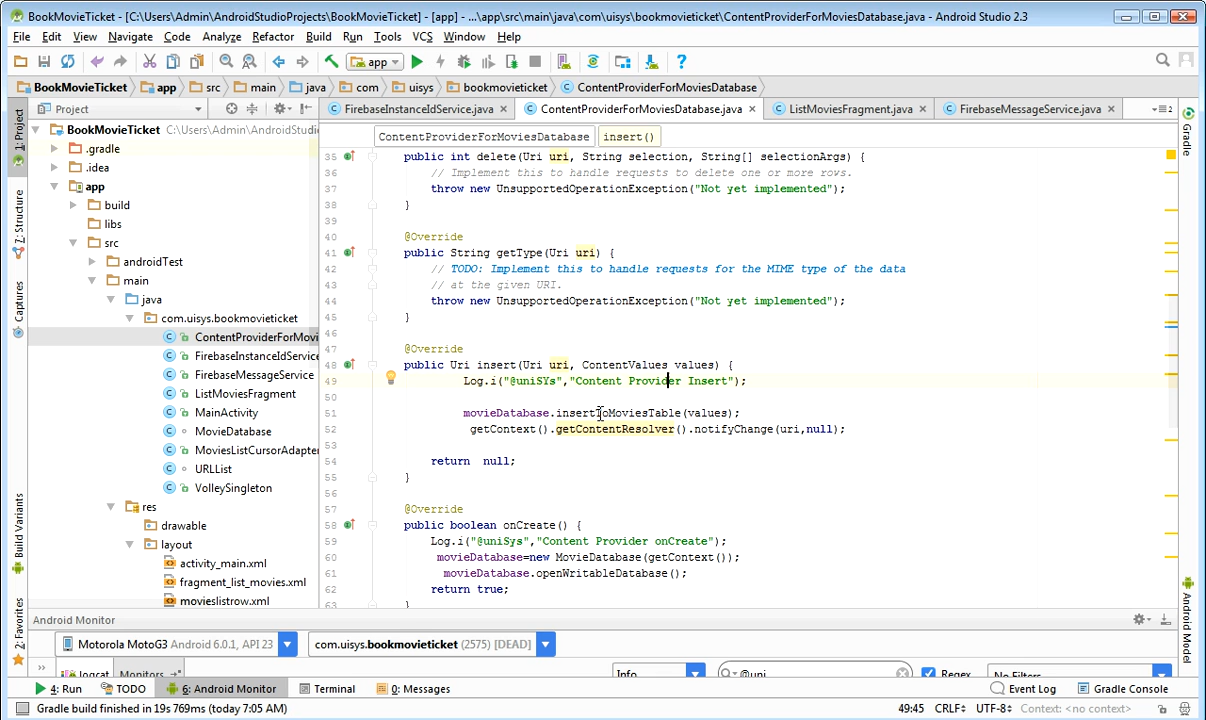 BookMovieTicket - [C:\Users\Admin\AndroidStudioProjects\BookMovieTicket] - [app] - ...\app\src\main\java\com\uisys\bookmovieticket\ContentProviderForMoviesDatabase.java - Android Studio 2.3
File Edit View Navigate Code Analyze Refactor Build Run Tools VCS Window Help
app
BookMovieTicket app src main java com uisys bookmovieticket ContentProviderForMoviesDatabase
Project FirebaseInstanceIdService.java ContentProviderForMoviesDatabase.java ListMoviesFragment.java FirebaseMessageService.java
ContentProviderForMoviesDatabase insert()
1: Project
Z: Structure
Captures
Build Variants
2: Favorites
BookMovieTicket C:\Users\Admin\AndroidStu
.gradle
.idea
app
build
libs
src
androidTest
main
java
com.uisys.bookmovieticket
ContentProviderForMovi
FirebaseInstanceIdService
FirebaseMessageService
ListMoviesFragment
MainActivity
MovieDatabase
MoviesListCursorAdapter
URLList
VolleySingleton
res
drawable
layout
activity_main.xml
fragment_list_movies.xml
movieslistrow.xml
35 public int delete(Uri uri, String selection, String[] selectionArgs) {
36 // Implement this to handle requests to delete one or more rows.
37 throw new UnsupportedOperationException("Not yet implemented");
38 }
39
40 @Override
41 public String getType(Uri uri) {
42 // TODO: Implement this to handle requests for the MIME type of the data
43 // at the given URI.
44 throw new UnsupportedOperationException("Not yet implemented");
45 }
46
47 @Override
48 public Uri insert(Uri uri, ContentValues values) {
49 Log.i("@uniSYs","Content Provider Insert");
50
51 movieDatabase.insertToMoviesTable(values);
52 getContext().getContentResolver().notifyChange(uri,null);
53
54 return null;
55 }
56
57 @Override
58 public boolean onCreate() {
59 Log.i("@uniSys","Content Provider onCreate");
60 movieDatabase=new MovieDatabase(getContext());
61 movieDatabase.openWritableDatabase();
62 return true;
63 }
Gradle
Android Model
Android Monitor
Motorola MotoG3 Android 6.0.1, API 23 com.uisys.bookmovieticket (2575) [DEAD]
logcat Monitors Info @uni Regex No Filters
4: Run TODO 6: Android Monitor Terminal 0: Messages Event Log Gradle Console
Gradle build finished in 19s 769ms (today 7:05 AM) 49:45 CRLF UTF-8 Context: <no context>